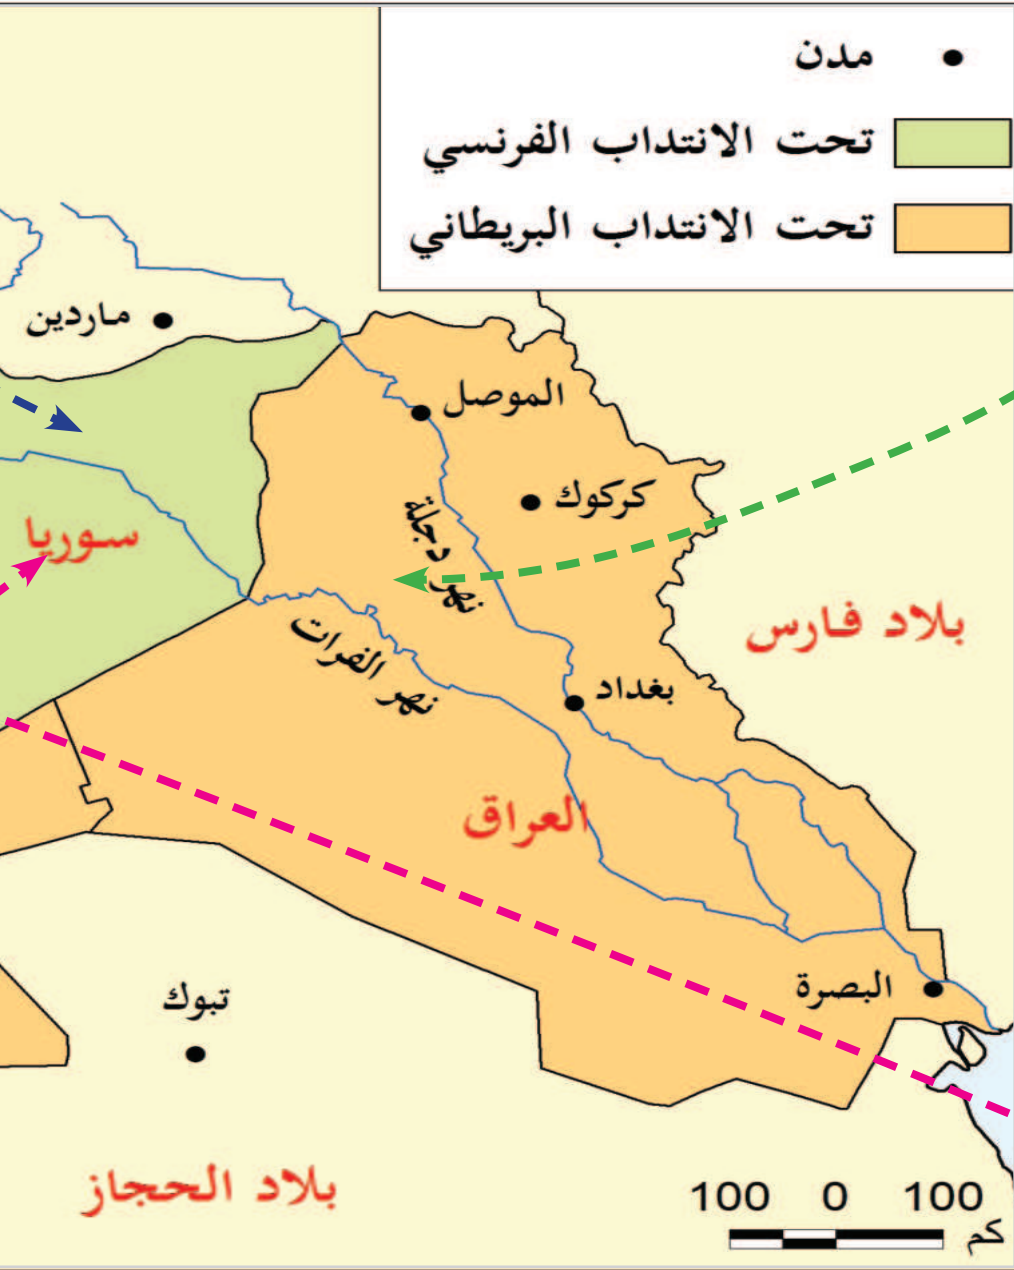 مدن
تحت الانتداب الفرنسي
تحت الانتداب البريطاني
ماردين
الموصل
كركوك
نهر دجلة
سوريا
بلاد فارس
نهر الفرات
بغداد
العراق
البصرة
تبوك
بلاد الحجاز
100 0 100
كم